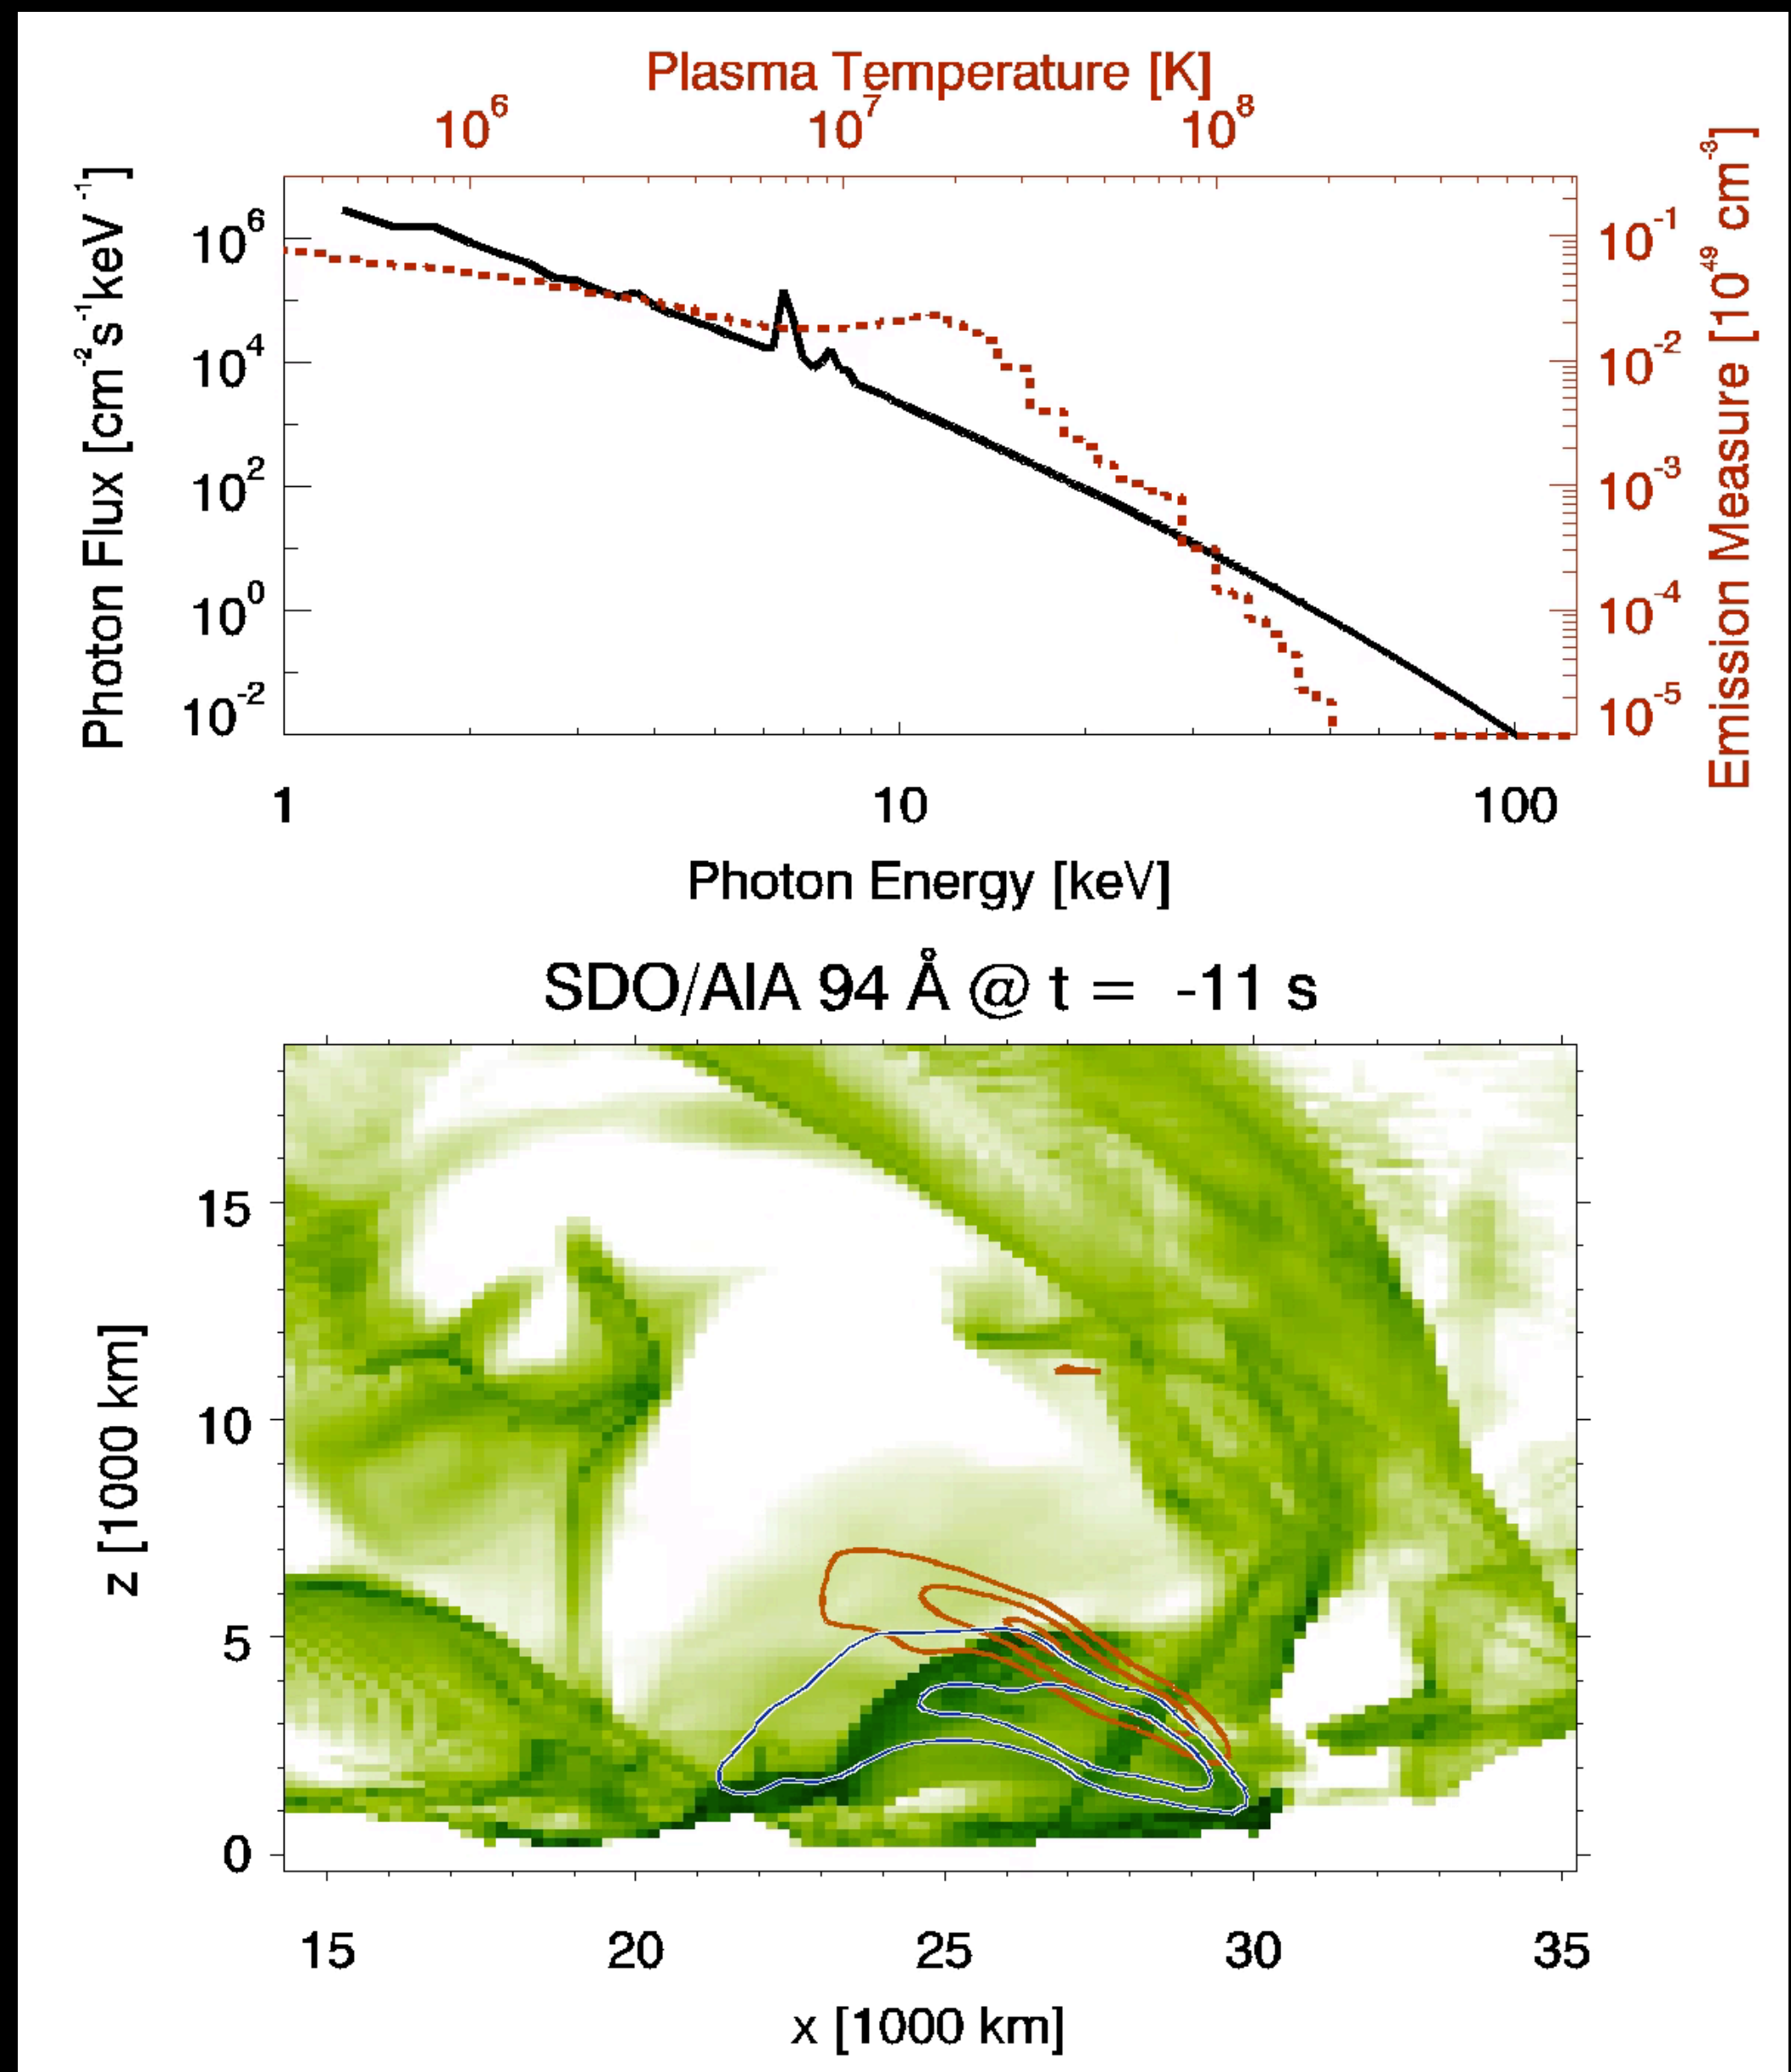 Plasma Temperature [K]
10^6 10^7 10^8
Photon Flux [cm^-2 s^-1 keV^-1]
10^6
10^4
10^2
10^0
10^-2
10^-1
10^-2
10^-3
10^-4
10^-5
Emission Measure [10^49 cm^-3]
1 10 100
Photon Energy [keV]
SDO/AIA 94 Å @ t = -11 s
z [1000 km]
15
10
5
0
15 20 25 30 35
x [1000 km]